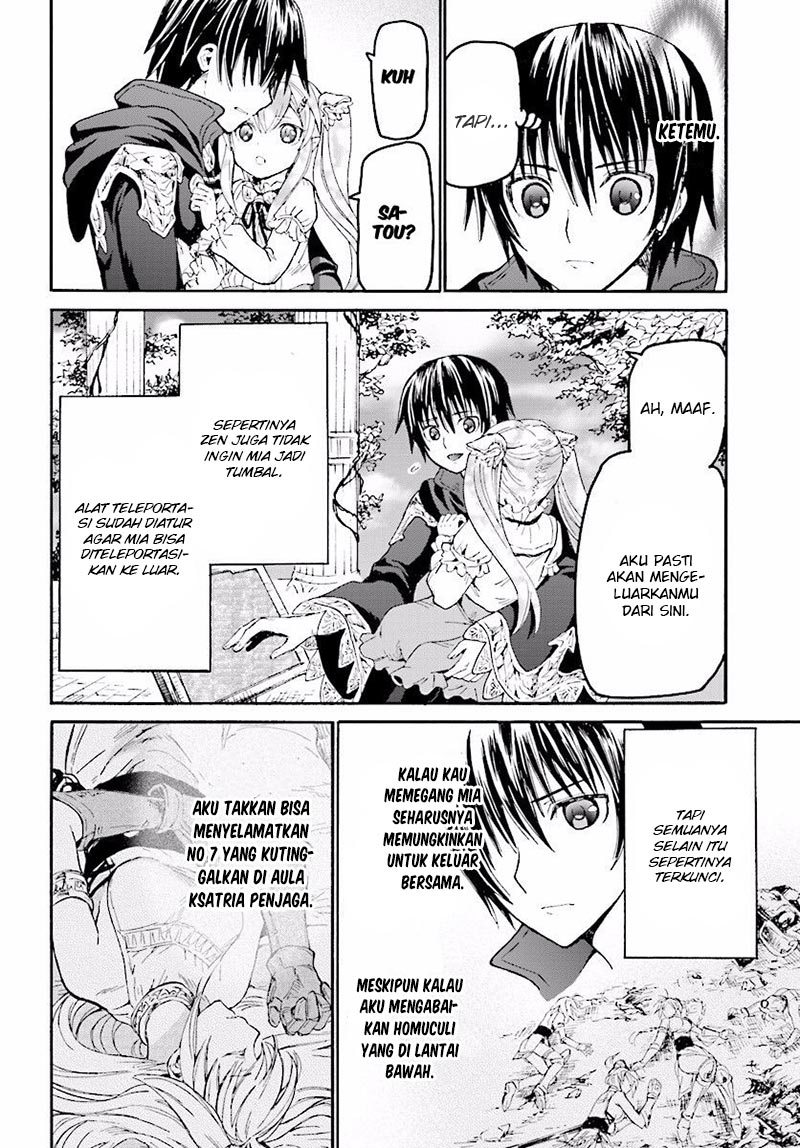 KETEMU.
TAPI...
KUH
SA-
TOU?
AH, MAAF.
AKU PASTI
AKAN MENGE-
LUARKANMU
DARI SINI.
SEPERTINYA
ZEN JUGA TIDAK
INGIN MIA JADI
TUMBAL.
ALAT TELEPORTA-
SI SUDAH DIATUR
AGAR MIA BISA
DITELEPORTASI-
KAN KE LUAR.
TAPI
SEMUANYA
SELAIN ITU
SEPERTINYA
TERKUNCI.
KALAU KAU
MEMEGANG MIA
SEHARUSNYA
MEMUNGKINKAN
UNTUK KELUAR
BERSAMA.
MESKIPUN KALAU
AKU MENGABAI-
KAN HOMUCULI
YANG DI LANTAI
BAWAH.
AKU TAKKAN BISA
MENYELAMATKAN
NO 7 YANG KUTING-
GALKAN DI AULA
KSATRIA PENJAGA.